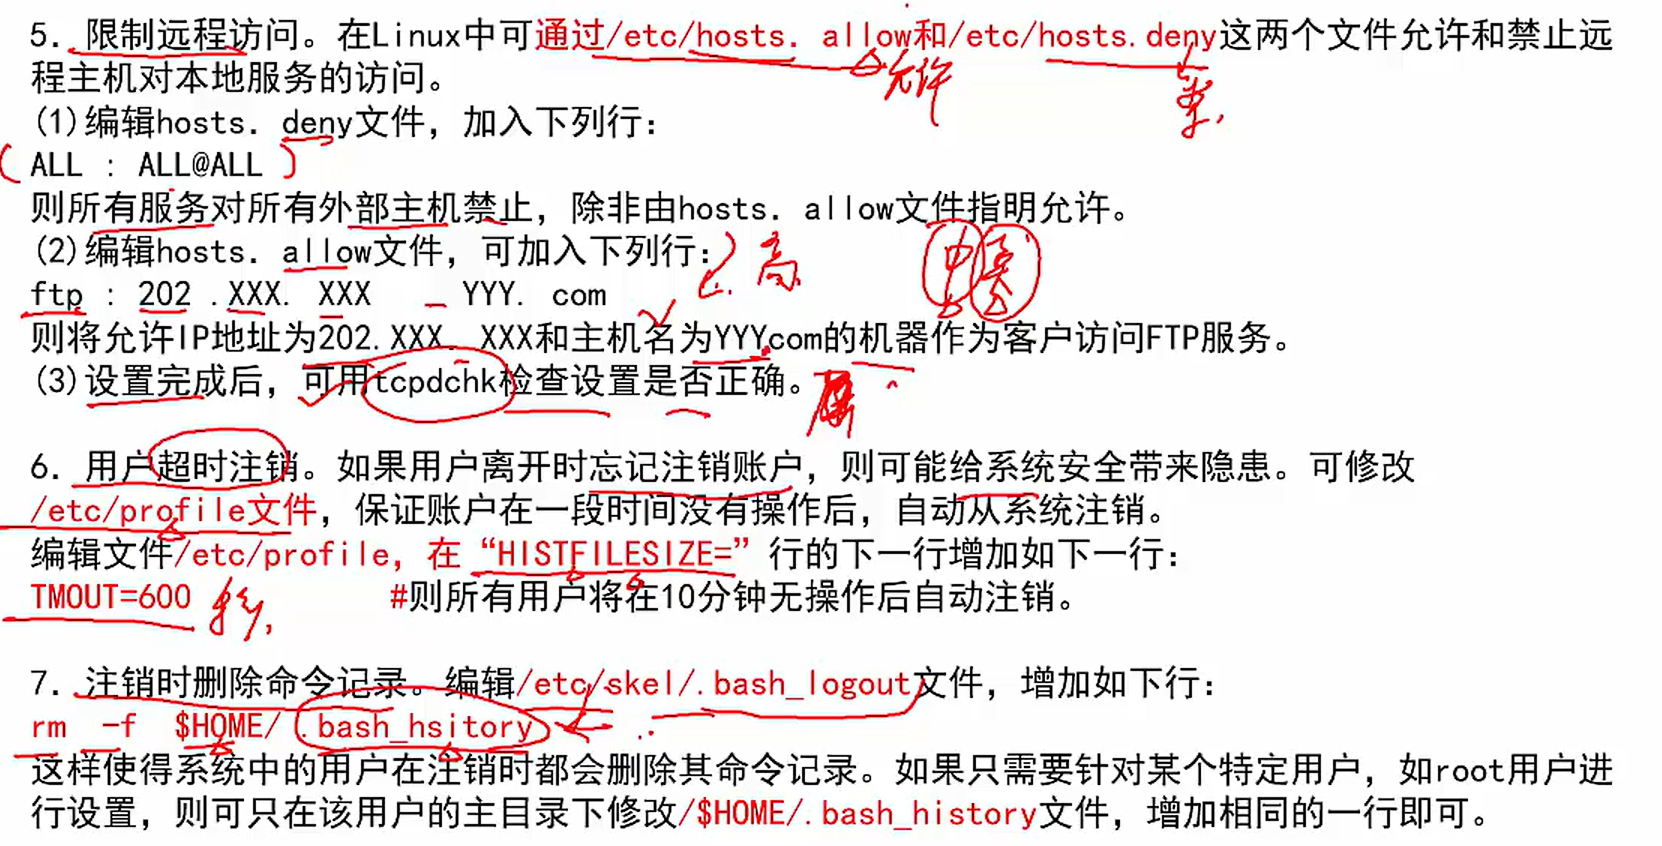 5. 限制远程访问。在Linux中可通过/etc/hosts. allow和/etc/hosts.deny这两个文件允许和禁止远
程主机对本地服务的访问。
允许
(1)编辑hosts. deny文件，加入下列行：
ALL : ALL@ALL
则所有服务对所有外部主机禁止，除非由hosts. allow文件指明允许。
(2)编辑hosts. allow文件，可加入下列行：
高
ftp : 202 .XXX. XXX YYY. com
则将允许IP地址为202.XXX. XXX和主机名为YYY.com的机器作为客户访问FTP服务。
(3)设置完成后，可用tcpdchk检查设置是否正确。
6. 用户超时注销。如果用户离开时忘记注销账户，则可能给系统安全带来隐患。可修改
/etc/profile文件，保证账户在一段时间没有操作后，自动从系统注销。
编辑文件/etc/profile，在“HISTFILESIZE=”行的下一行增加如下一行：
TMOUT=600 #则所有用户将在10分钟无操作后自动注销。
7. 注销时删除命令记录。编辑/etc/skel/.bash_logout文件，增加如下行：
rm -f $HOME/ .bash_hsitory
这样使得系统中的用户在注销时都会删除其命令记录。如果只需要针对某个特定用户，如root用户进
行设置，则可只在该用户的主目录下修改/$HOME/.bash_history文件，增加相同的一行即可。